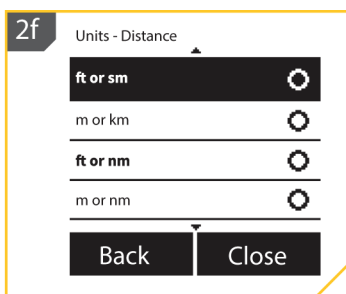 2f
Units - Distance
ft or sm
m or km
ft or nm
m or nm
Back Close